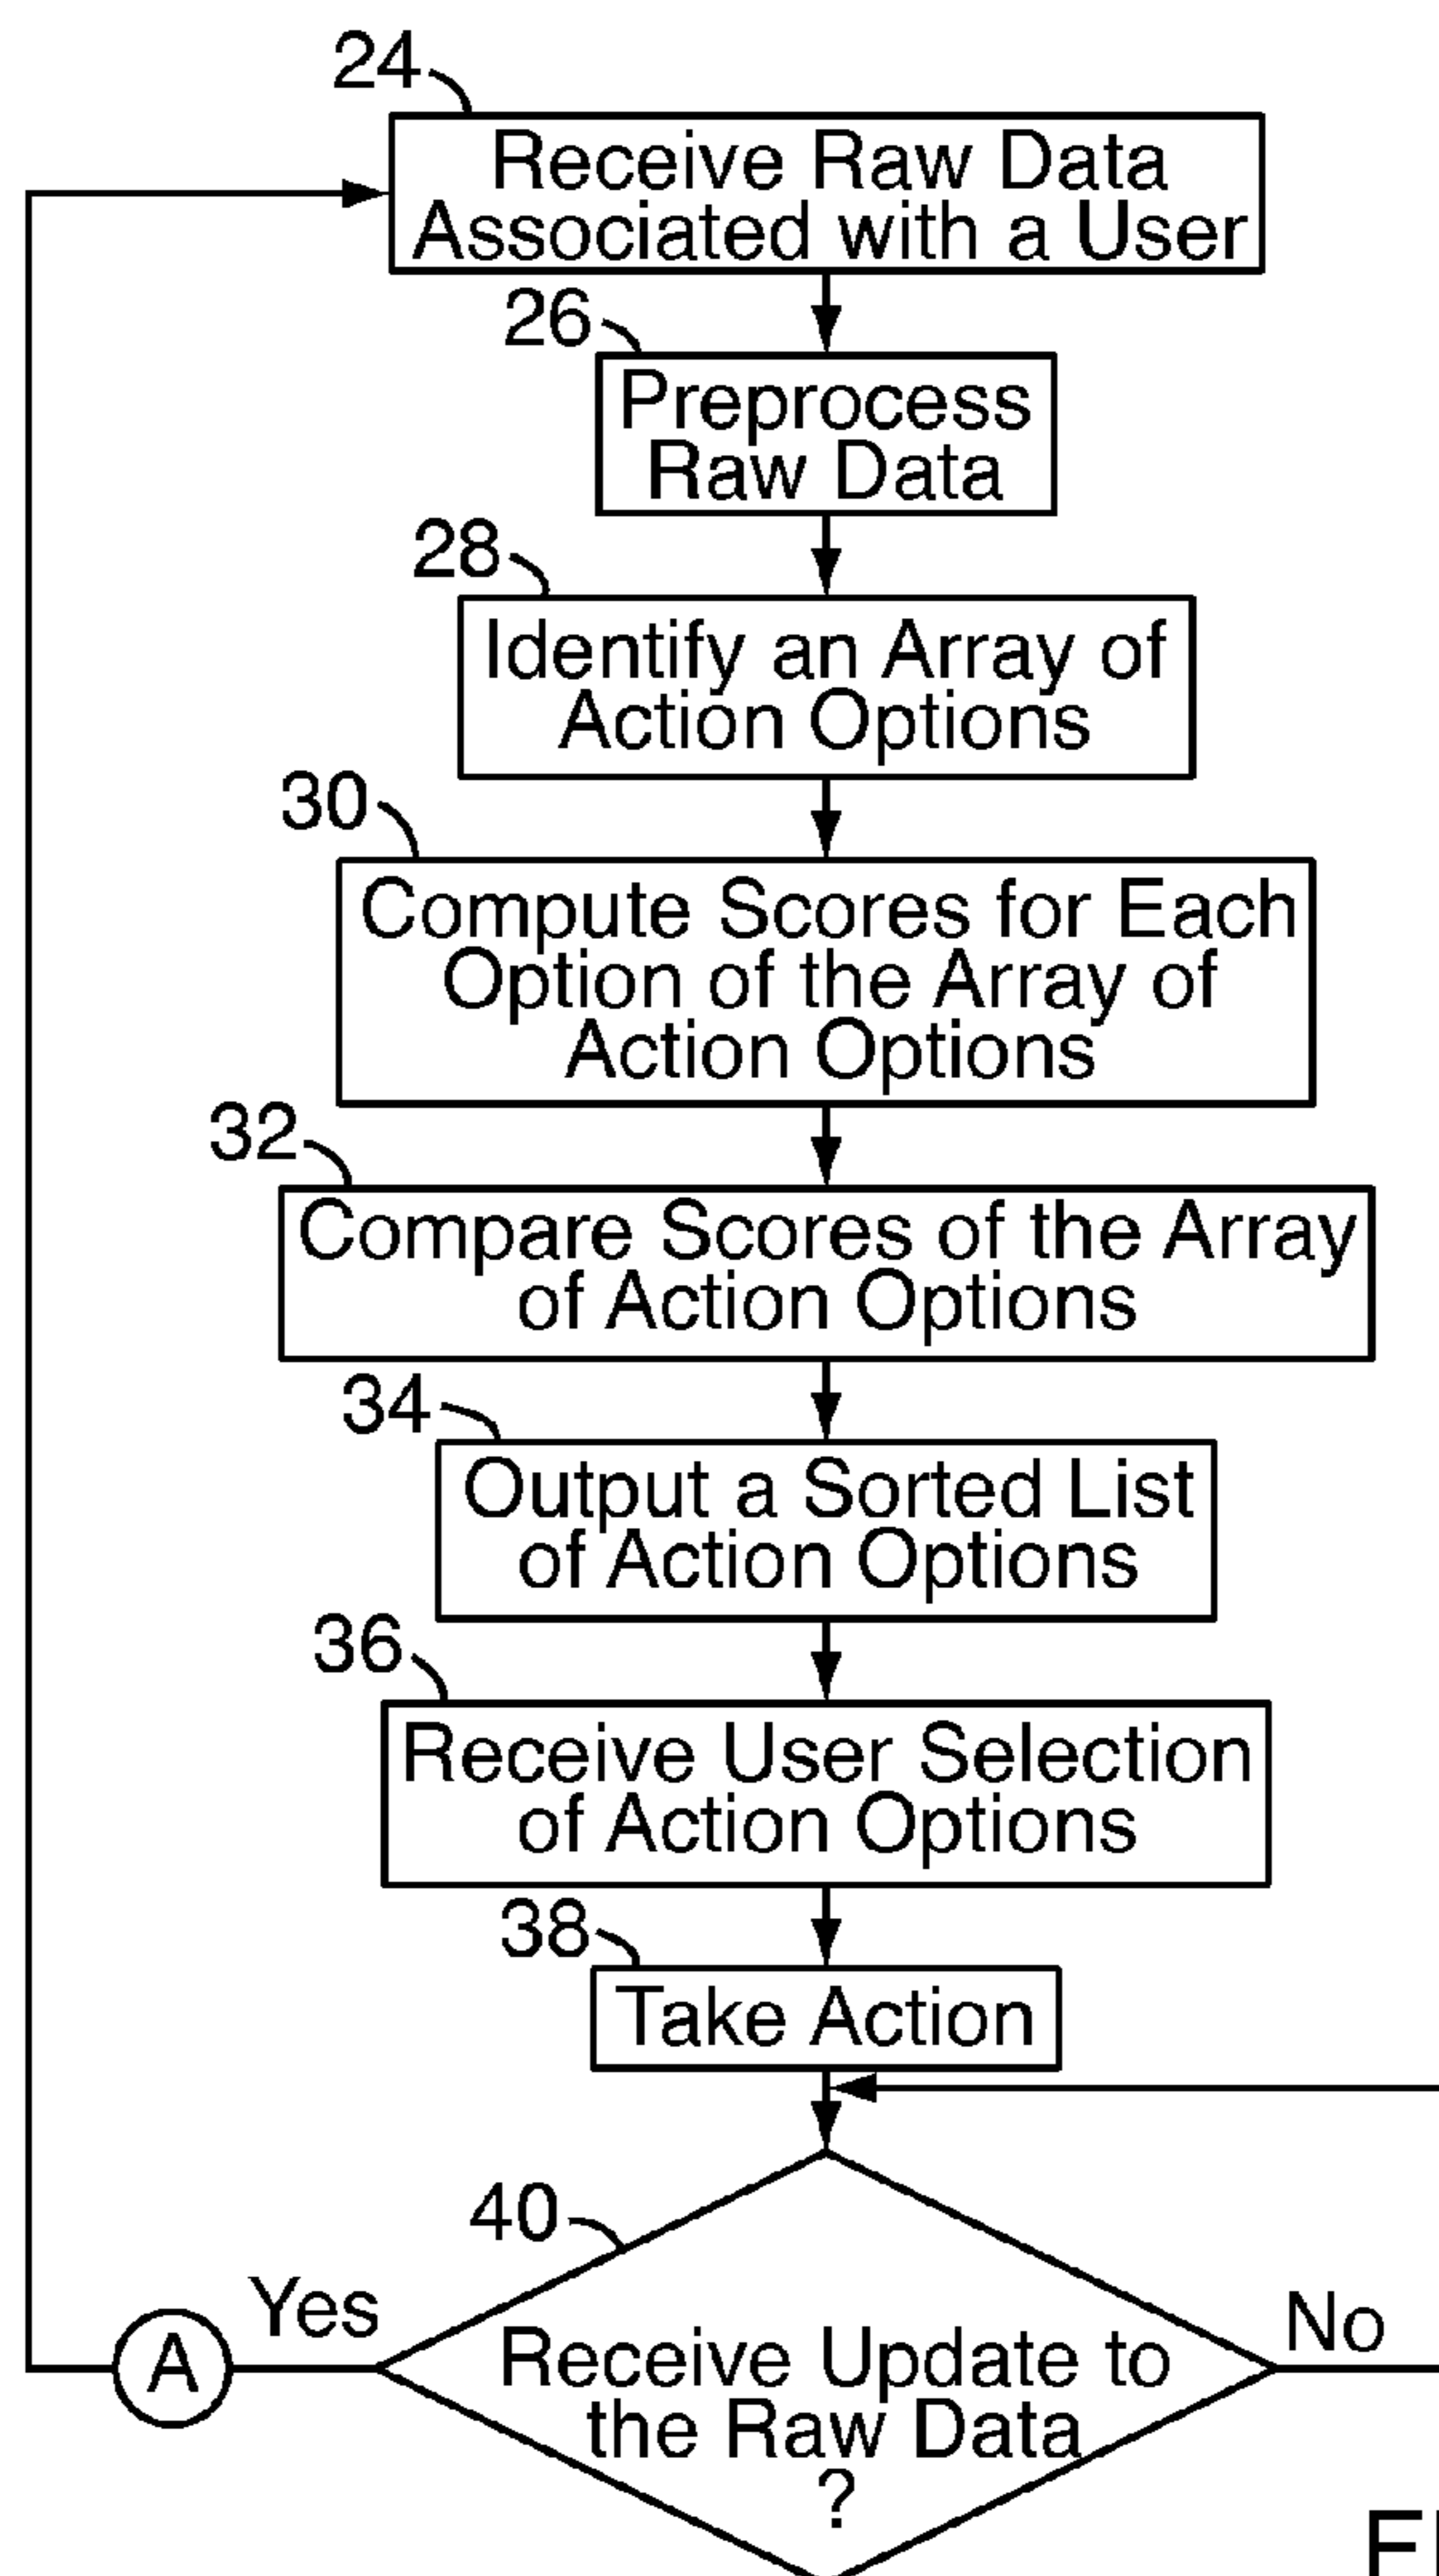 24
Receive Raw Data
Associated with a User
26
Preprocess
Raw Data
28
Identify an Array of
Action Options
30
Compute Scores for Each
Option of the Array of
Action Options
32
Compare Scores of the Array
of Action Options
34
Output a Sorted List
of Action Options
36
Receive User Selection
of Action Options
38
Take Action
40
Yes
No
A
Receive Update to
the Raw Data
?